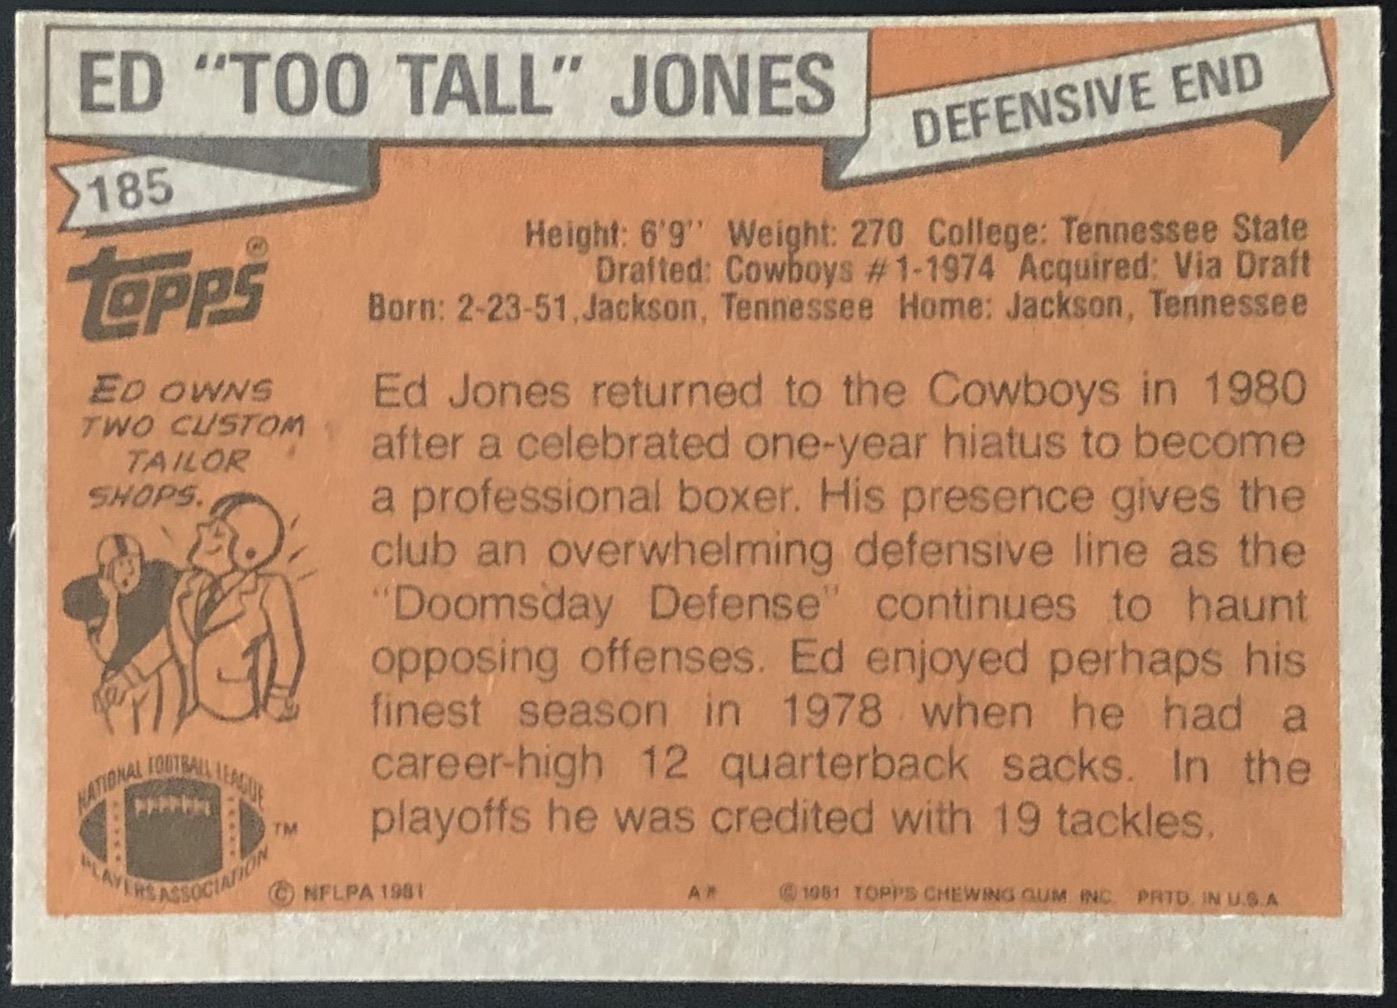 ED "TOO TALL" JONES
DEFENSIVE END
185
TOPPS®
Height: 6'9" Weight: 270 College: Tennessee State
Drafted: Cowboys #1-1974 Acquired: Via Draft
Born: 2-23-51, Jackson, Tennessee Home: Jackson, Tennessee
ED OWNS
TWO CUSTOM
TAILOR
SHOPS.
Ed Jones returned to the Cowboys in 1980
after a celebrated one-year hiatus to become
a professional boxer. His presence gives the
club an overwhelming defensive line as the
"Doomsday Defense" continues to haunt
opposing offenses. Ed enjoyed perhaps his
finest season in 1978 when he had a
career-high 12 quarterback sacks. In the
playoffs he was credited with 19 tackles.
NATIONAL FOOTBALL LEAGUE
PLAYERS ASSOCIATION
TM
© NFLPA 1981
A* © 1981 TOPPS CHEWING GUM INC. PRTD. IN U.S.A